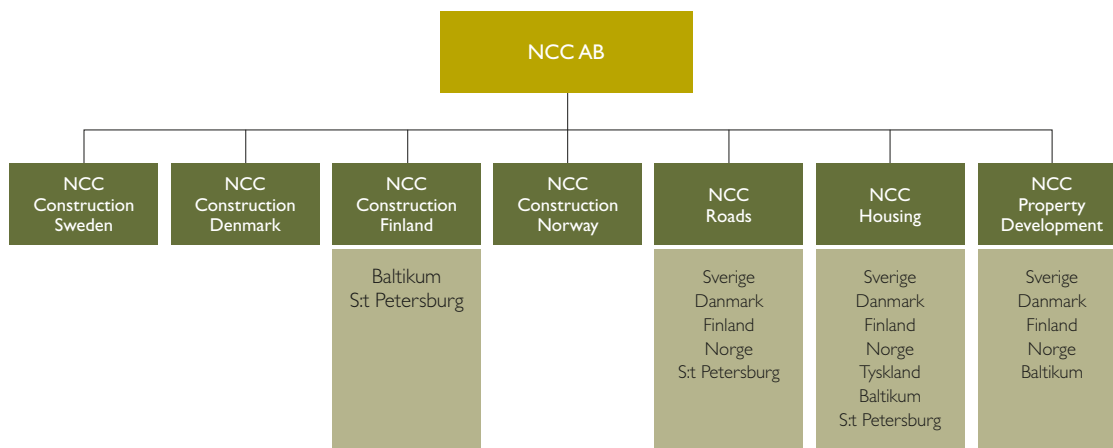 NCC AB
NCC
Construction
Sweden
NCC
Construction
Denmark
NCC
Construction
Finland
NCC
Construction
Norway
NCC
Roads
NCC
Housing
NCC
Property
Development
Baltikum
S:t Petersburg
Sverige
Danmark
Finland
Norge
S:t Petersburg
Sverige
Danmark
Finland
Norge
Tyskland
Baltikum
S:t Petersburg
Sverige
Danmark
Finland
Norge
Baltikum